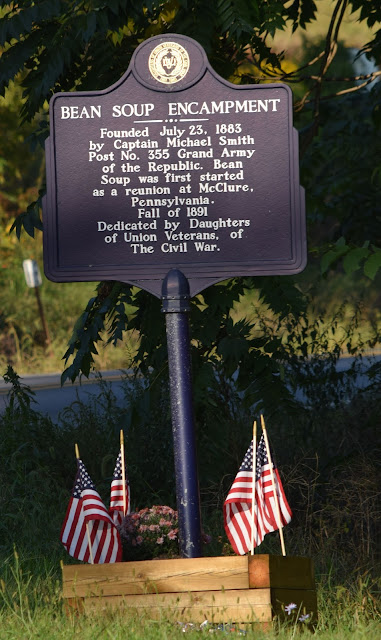 BEAN SOUP ENCAMPMENT
Founded July 23, 1883
by Captain Michael Smith
Post No. 355 Grand Army
of the Republic. Bean
Soup was first started
as a reunion at McClure,
Pennsylvania.
Fall of 1891
Dedicated by Daughters
of Union Veterans, of
The Civil War.